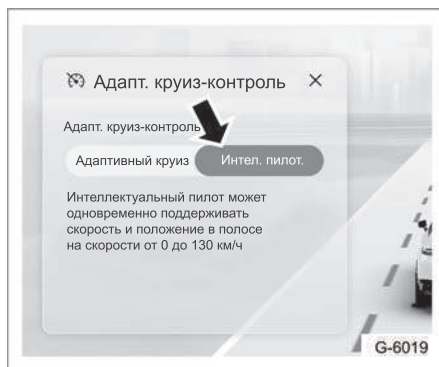 Адапт. круиз-контроль
Адапт. круиз-контроль
Адаптивный круиз Интел. пилот.
Интеллектуальный пилот может
одновременно поддерживать
скорость и положение в полосе
на скорости от 0 до 130 км/ч
G-6019